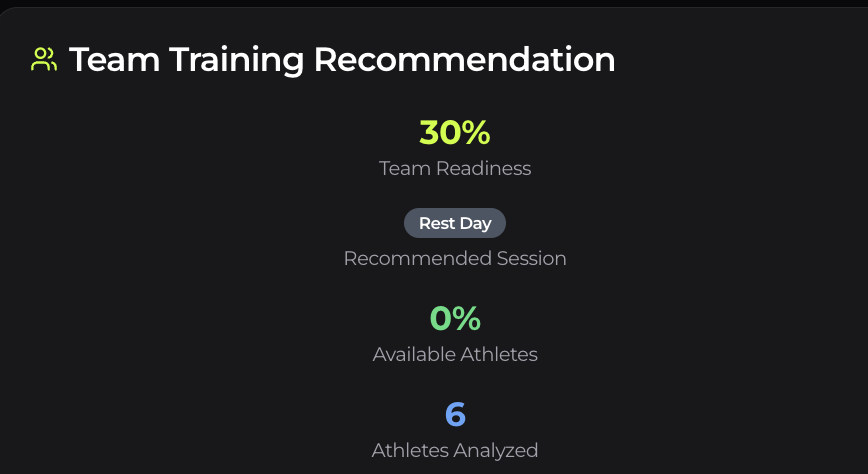 Team Training Recommendation
30%
Team Readiness
Rest Day
Recommended Session
0%
Available Athletes
6
Athletes Analyzed